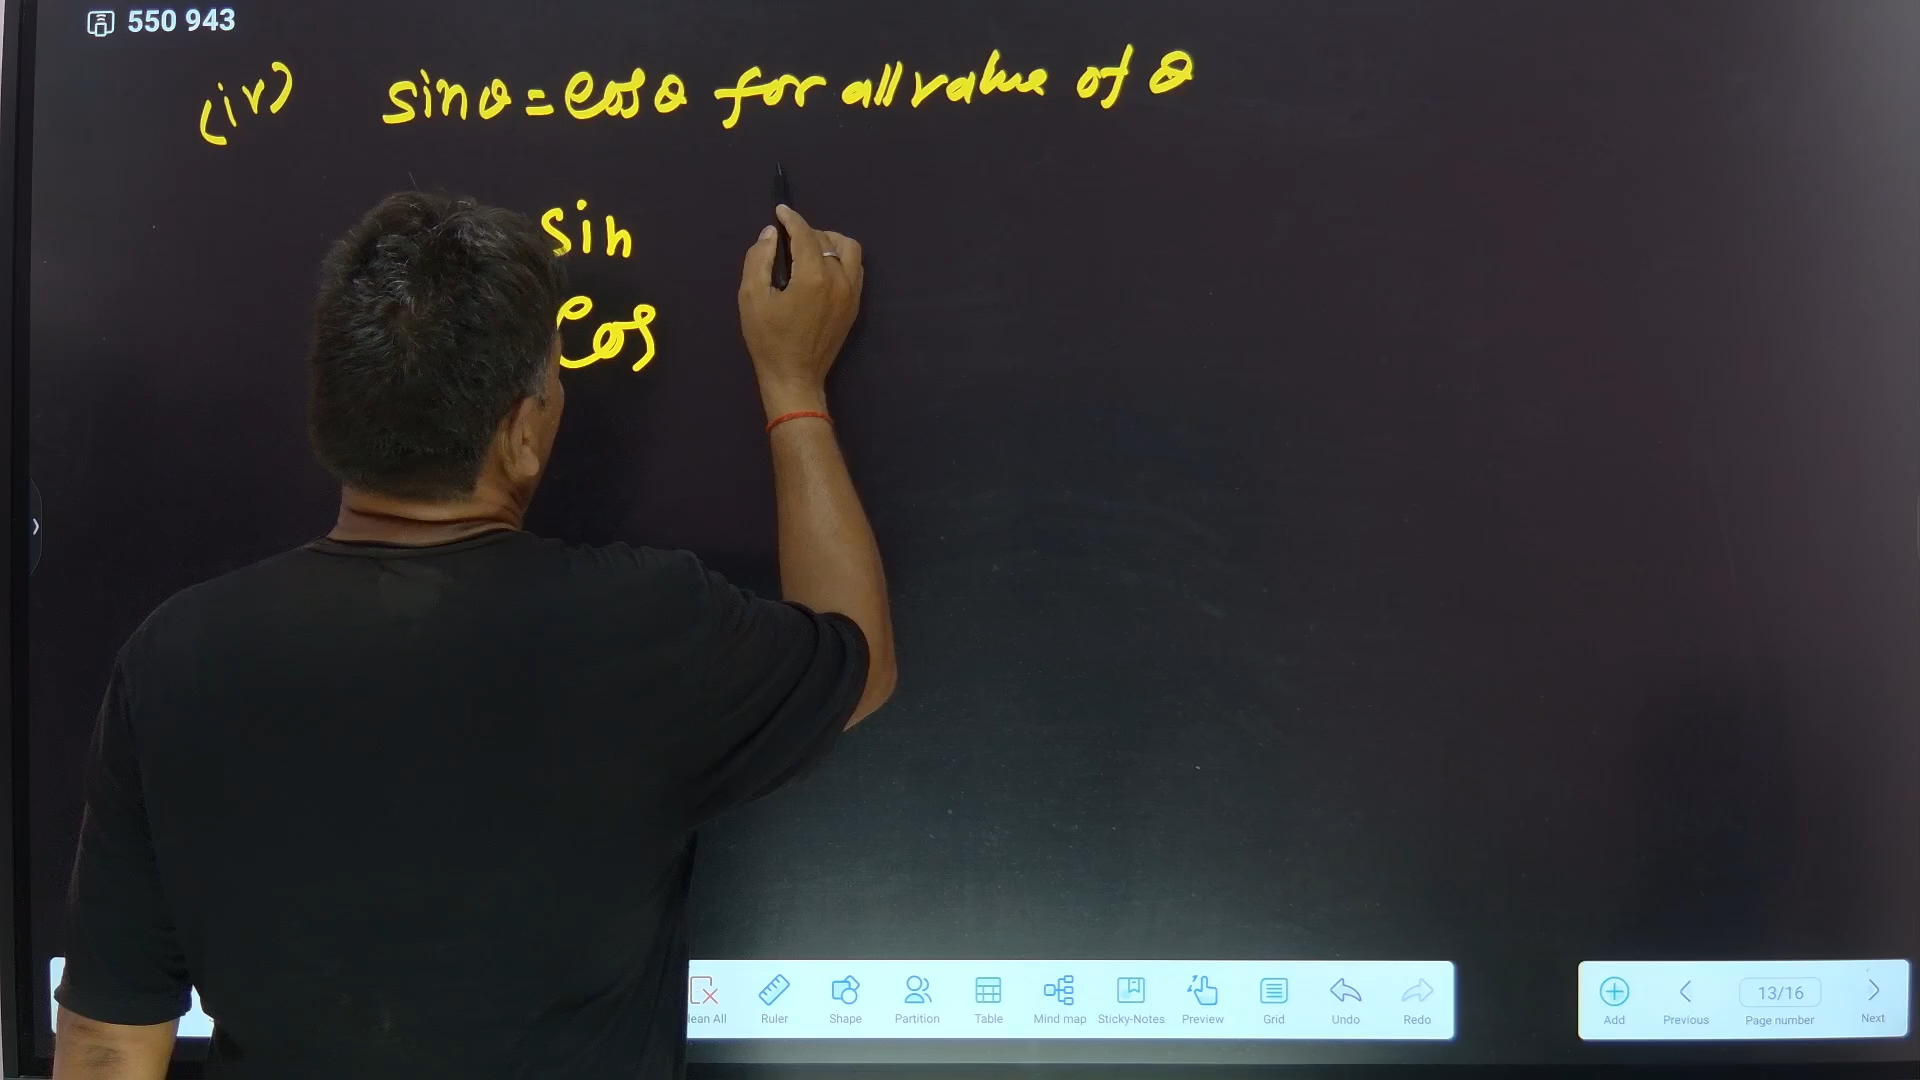 550 943
(iv) sinθ = cosθ for all value of θ
sin
cos
lean All Ruler Shape Partition Table Mind map Sticky-Notes Preview Grid Undo Redo
Add Previous 13/16 Page number Next